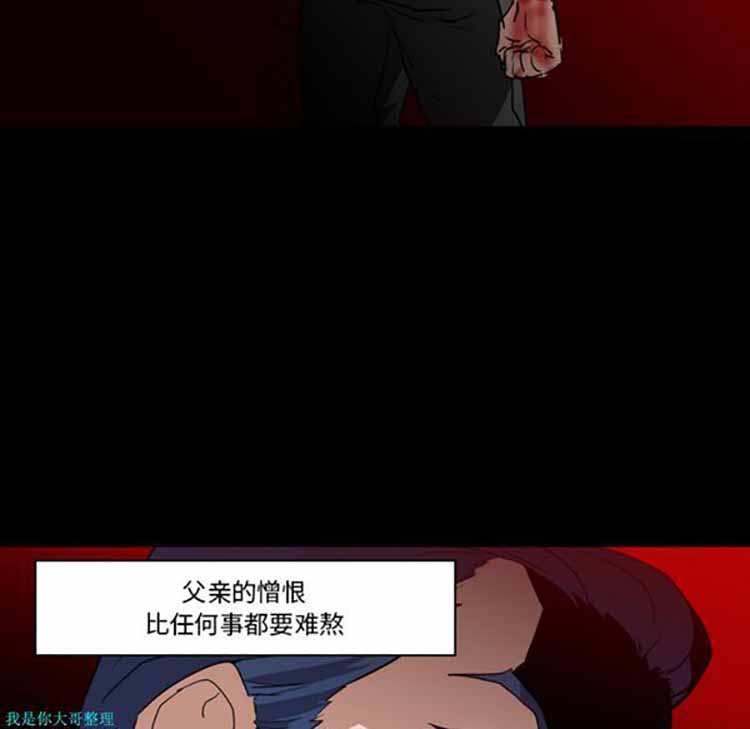 父亲的憎恨
比任何事都要难熬
我是你大哥整理